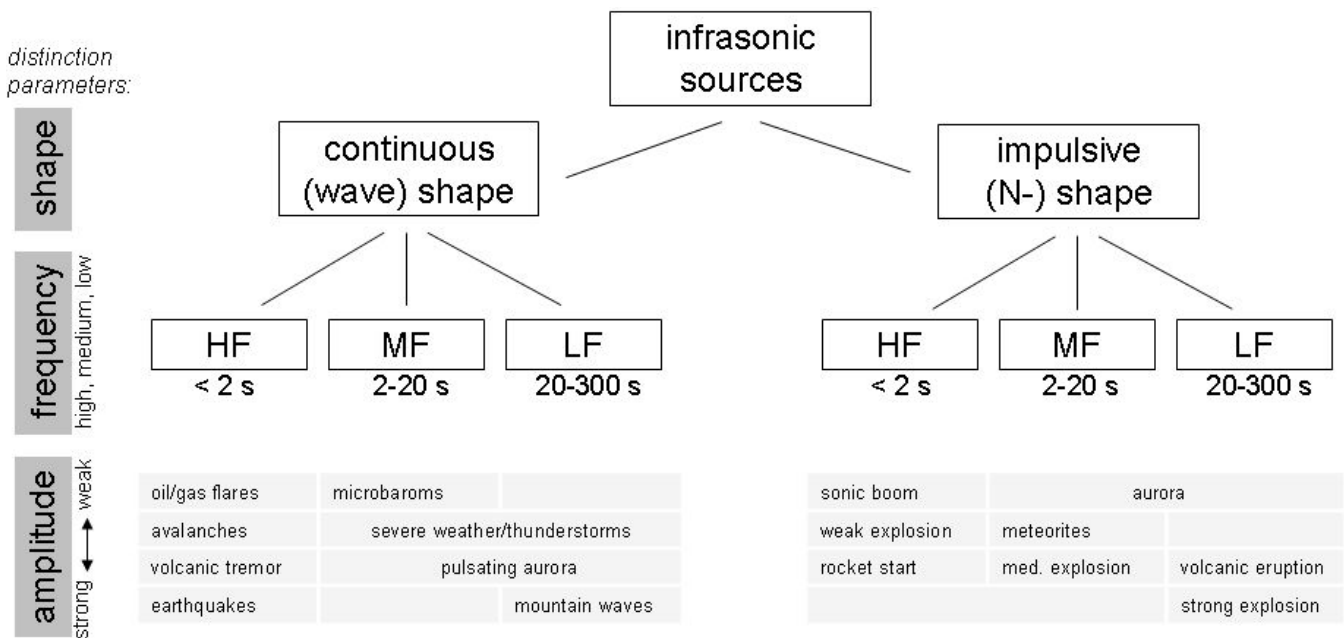 infrasonic
sources
distinction
parameters:
shape
continuous
(wave) shape
impulsive
(N-) shape
frequency
high, medium, low
HF
MF
LF
HF
MF
LF
< 2 s
2-20 s
20-300 s
< 2 s
2-20 s
20-300 s
amplitude
strong ↔ weak
oil/gas flares
microbaroms
sonic boom
aurora
avalanches
severe weather/thunderstorms
weak explosion
meteorites
volcanic tremor
pulsating aurora
rocket start
med. explosion
volcanic eruption
earthquakes
mountain waves
strong explosion